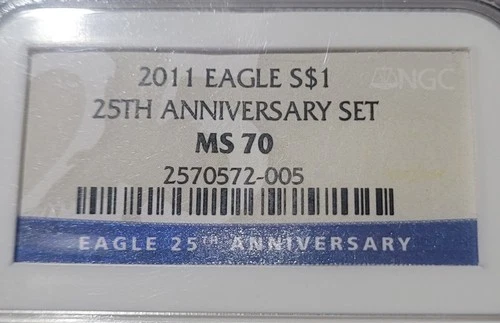 2011 EAGLE S$1
NGC
25TH ANNIVERSARY SET
MS 70
2570572-005
EAGLE 25TH ANNIVERSARY